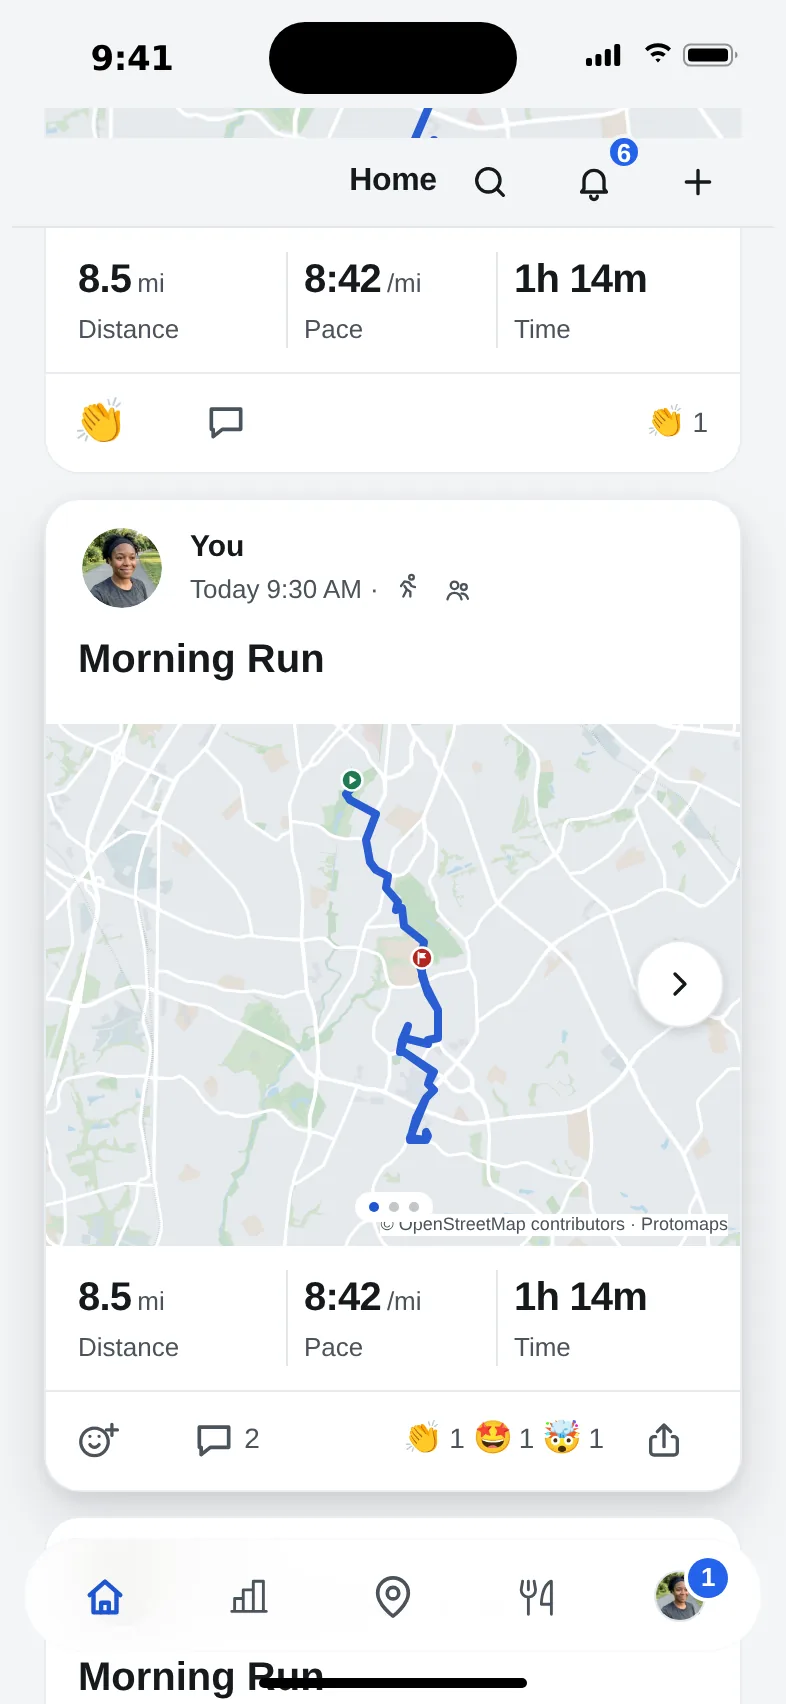 9:41
Home
6
8.5 mi
8:42 /mi
1h 14m
Distance
Pace
Time
1
You
Today 9:30 AM ·
Morning Run
© OpenStreetMap contributors · Protomaps
8.5 mi
8:42 /mi
1h 14m
Distance
Pace
Time
2
1
1
1
1
Morning Run